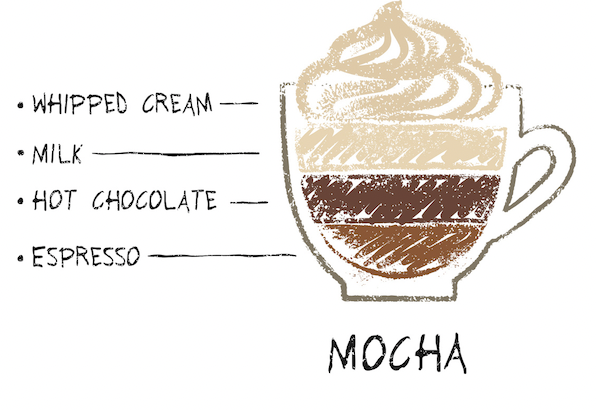 • WHIPPED CREAM
• MILK
• HOT CHOCOLATE
• ESPRESSO
MOCHA